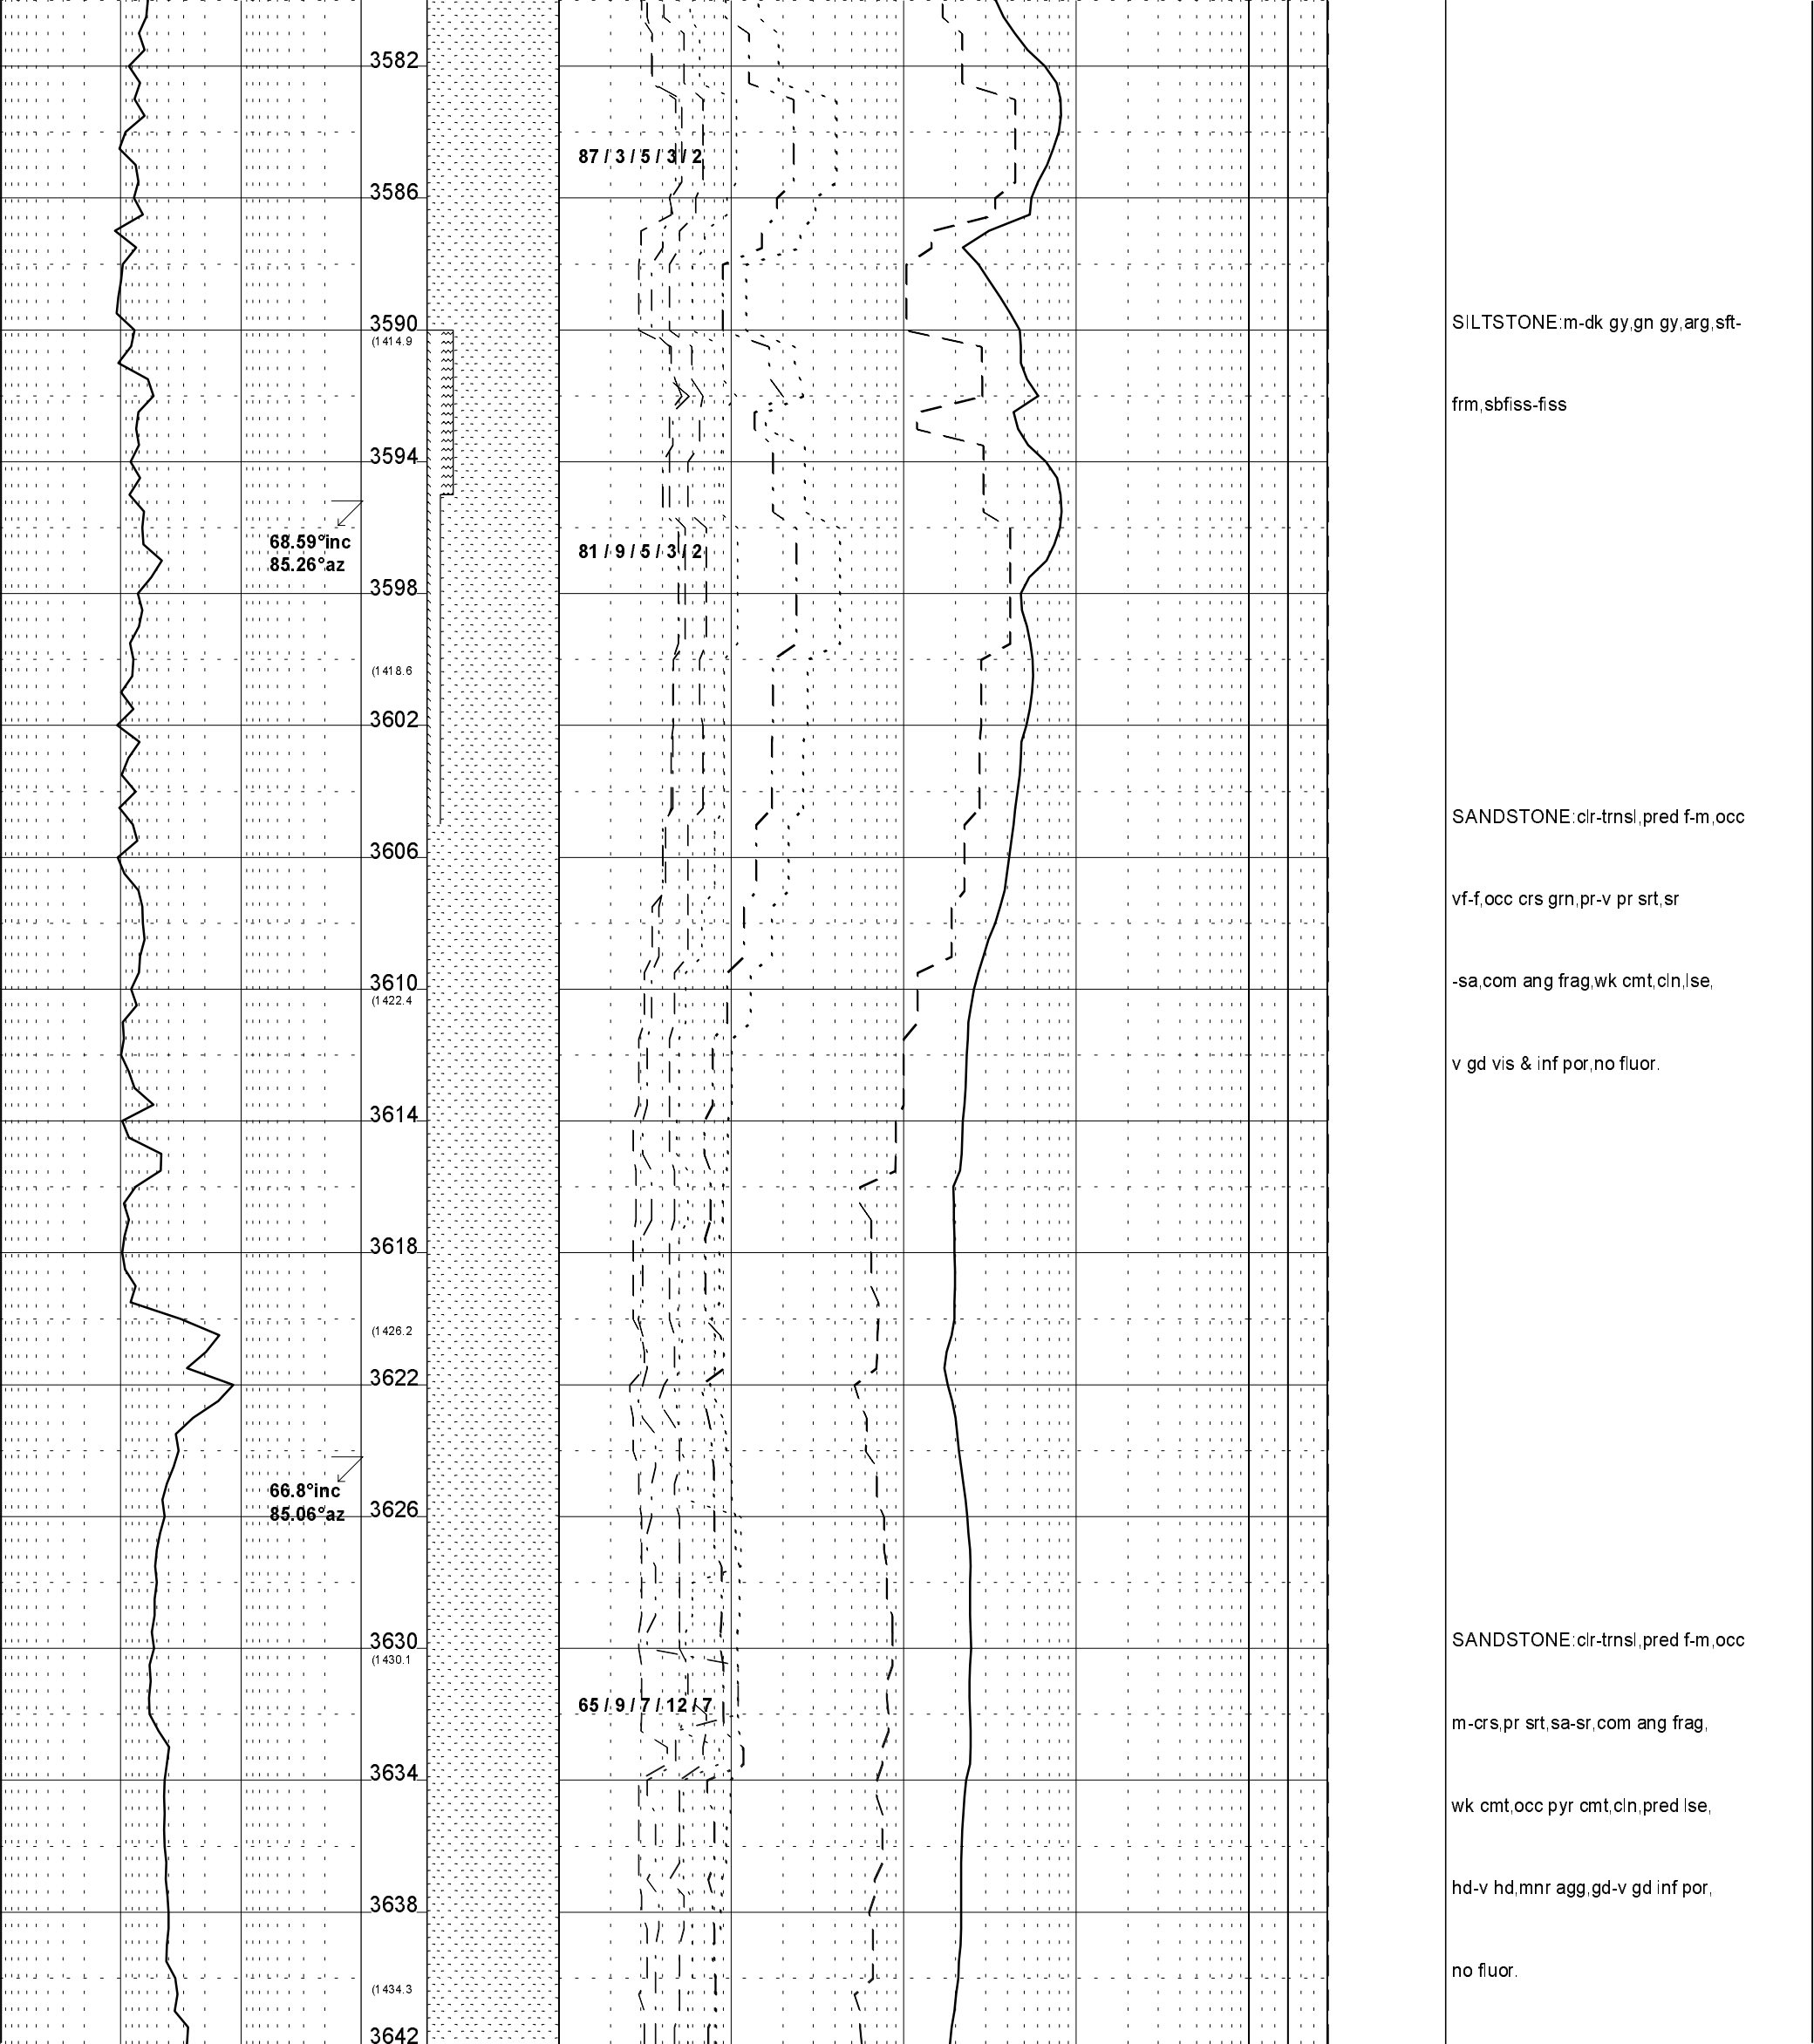 3582
87 / 3 / 5 / 3 / 2
3586
3590
SILTSTONE:m-dk gy,gn gy,arg,sft-
(1414.9
frm,sbfiss-fiss
3594
68.59°inc
85.26°az
81 / 9 / 5 / 3 / 2
3598
(1418.6
3602
SANDSTONE:clr-trnsl,pred f-m,occ
3606
vf-f,occ crs grn,pr-v pr srt,sr
3610
-sa,com ang frag,wk cmt,cln,lse,
(1422.4
v gd vis & inf por,no fluor.
3614
3618
(1426.2
3622
66.8°inc
85.06°az
3626
3630
SANDSTONE:clr-trnsl,pred f-m,occ
(1430.1
65 / 9 / 7 / 12 / 7
m-crs,pr srt,sa-sr,com ang frag,
3634
wk cmt,occ pyr cmt,cln,pred lse,
hd-v hd,mnr agg,gd-v gd inf por,
3638
no fluor.
(1434.3
3642